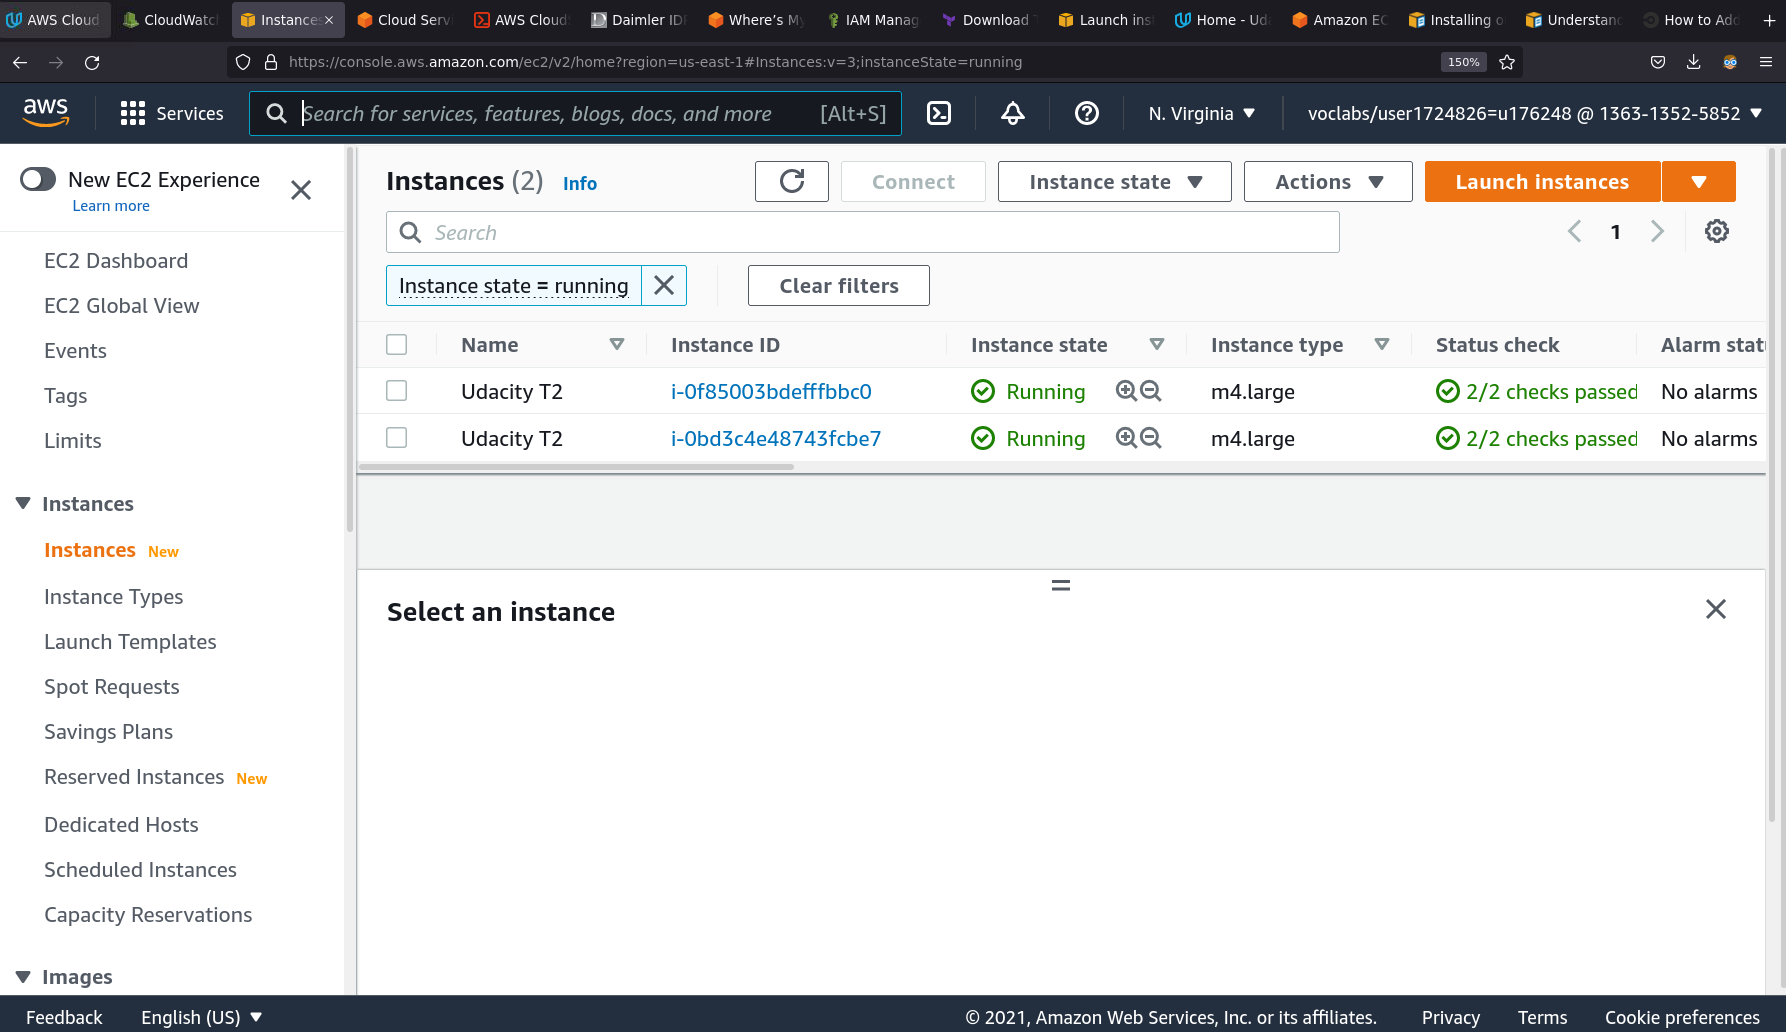 AWS Cloud
CloudWatch
Instances
Cloud Servi
AWS Cloud
Daimler IDP
Where's My
IAM Manag
Download
Launch inst
Home - Uda
Amazon EC
Installing o
Understand
How to Add
https://console.aws.amazon.com/ec2/v2/home?region=us-east-1#Instances:v=3;instanceState=running
150%
aws
Services
Search for services, features, blogs, docs, and more
[Alt+S]
N. Virginia
voclabs/user1724826=u176248 @ 1363-1352-5852
New EC2 Experience
Learn more
EC2 Dashboard
EC2 Global View
Events
Tags
Limits
Instances
Instances New
Instance Types
Launch Templates
Spot Requests
Savings Plans
Reserved Instances New
Dedicated Hosts
Scheduled Instances
Capacity Reservations
Images
Instances (2) Info
Connect
Instance state
Actions
Launch instances
Search
1
Instance state = running
Clear filters
Name Instance ID Instance state Instance type Status check Alarm stat
Udacity T2 i-0f85003bdefffbbc0 Running m4.large 2/2 checks passed No alarms
Udacity T2 i-0bd3c4e48743fcbe7 Running m4.large 2/2 checks passed No alarms
Select an instance
Feedback English (US) © 2021, Amazon Web Services, Inc. or its affiliates. Privacy Terms Cookie preferences